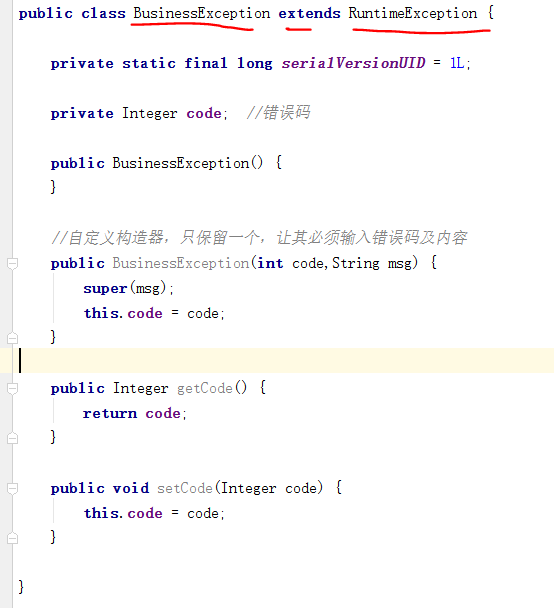 public class BusinessException extends RuntimeException {
private static final long serialVersionUID = 1L;
private Integer code;  //错误码
public BusinessException() {
}
//自定义构造器，只保留一个，让其必须输入错误码及内容
public BusinessException(int code,String msg) {
super(msg);
this.code = code;
}
public Integer getCode() {
return code;
}
public void setCode(Integer code) {
this.code = code;
}
}